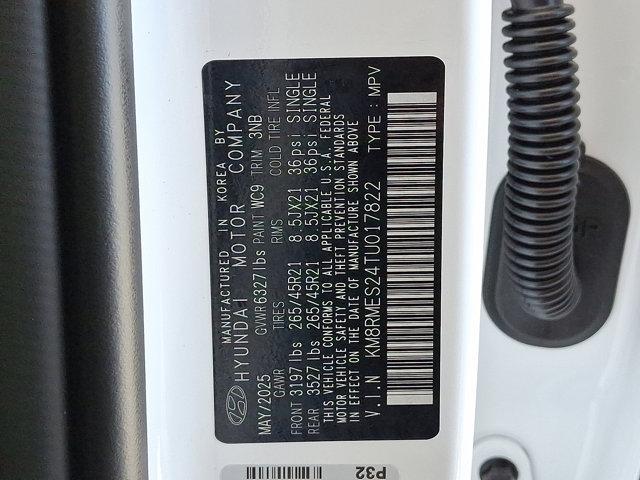 MANUFACTURED IN KOREA BY
HYUNDAI MOTOR COMPANY
MAY/2025 GVWR 6327 lbs PAINT WC9 TRIM 3NB
GAWR TIRES RIMS COLD TIRE INFL
FRONT 3197 lbs 265/45R21 8.5JX21 36psi SINGLE
REAR 3527 lbs 265/45R21 8.5JX21 36psi SINGLE
THIS VEHICLE CONFORMS TO ALL APPLICABLE U.S.A. FEDERAL
MOTOR VEHICLE SAFETY AND THEFT PREVENTION STANDARDS
IN EFFECT ON THE DATE OF MANUFACTURE SHOWN ABOVE
V.I.N KM8RMES24TU017822 TYPE : MPV
P32